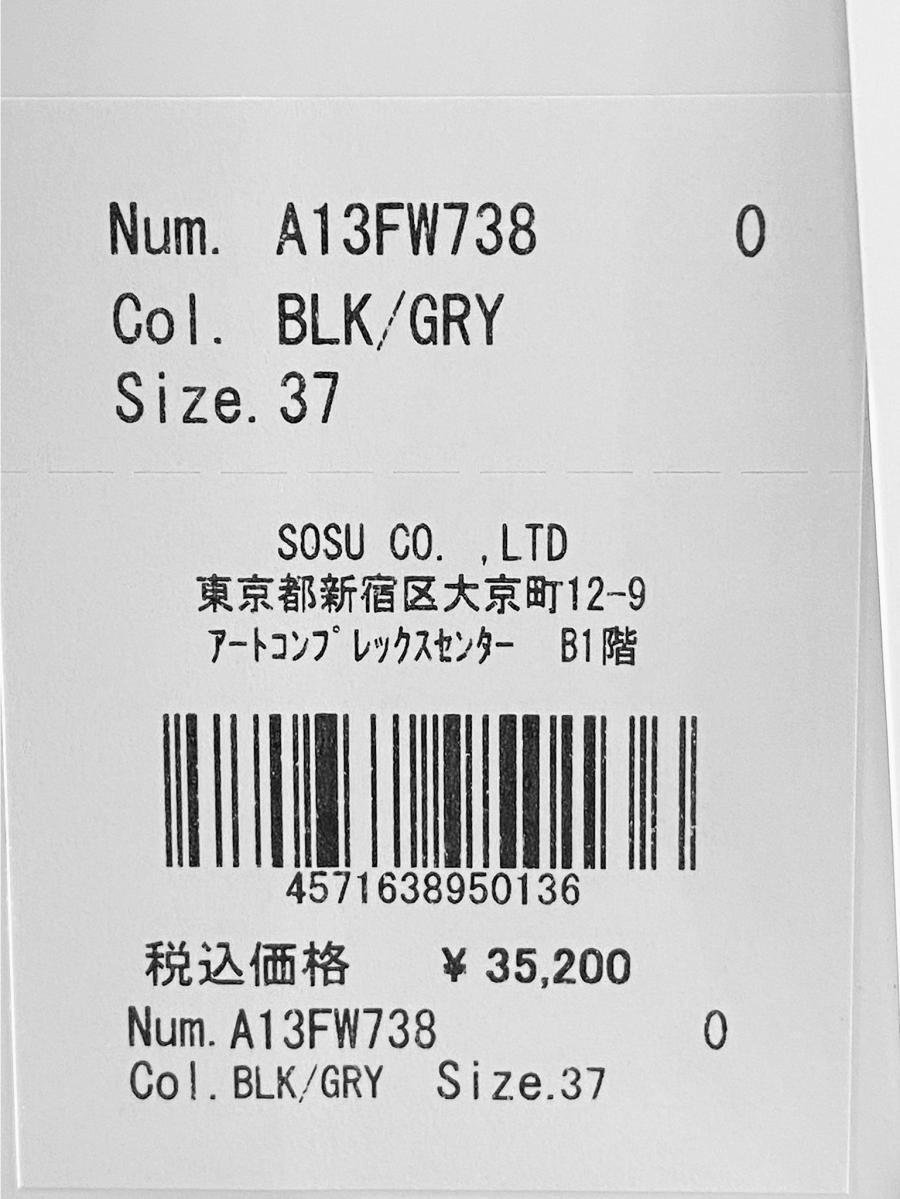 Num. A13FW738 0
Col. BLK/GRY
Size. 37
SOSU CO. ,LTD
東京都新宿区大京町12-9
ｱｰﾄｺﾝﾌﾟﾚｯｸｽｾﾝﾀｰ B1階
4571638950136
税込価格 ¥ 35,200
Num. A13FW738 0
Col. BLK/GRY Size. 37